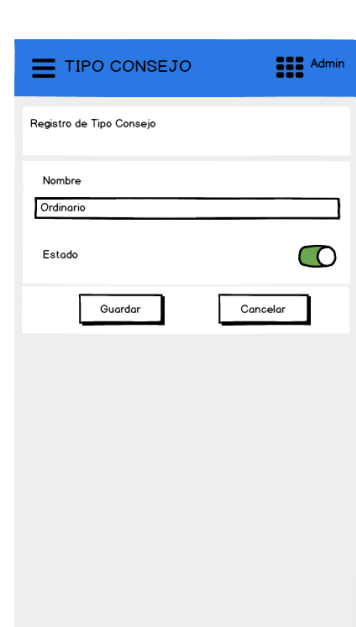 TIPO CONSEJO
Admin
Registro de Tipo Consejo
Nombre
Ordinario
Estado
Guardar
Cancelar